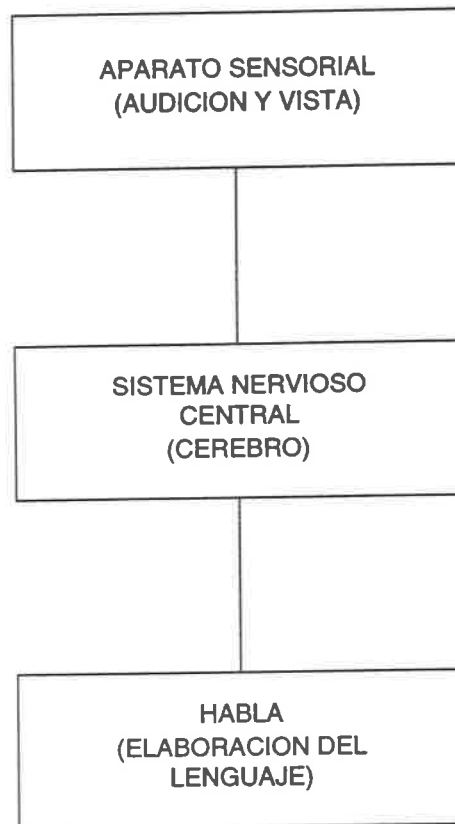 APARATO SENSORIAL
(AUDICION Y VISTA)
SISTEMA NERVIOSO
CENTRAL
(CEREBRO)
HABLA
(ELABORACION DEL
LENGUAJE)